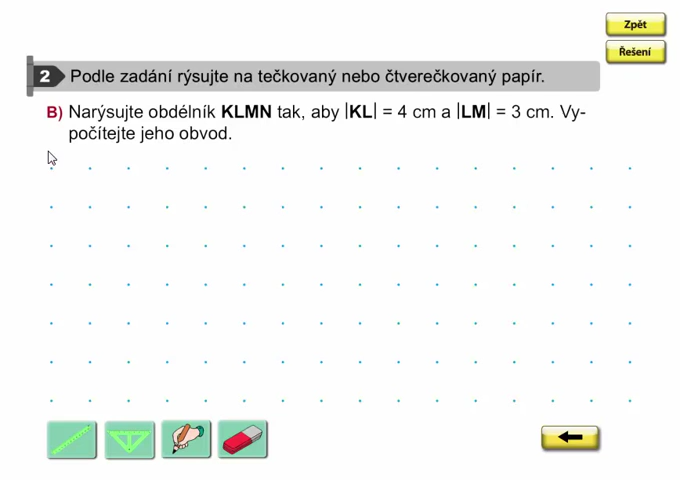 Zpět
Řešení
2 Podle zadání rýsujte na tečkovaný nebo čtverečkovaný papír.
B) Narýsujte obdélník KLMN tak, aby |KL| = 4 cm a |LM| = 3 cm. Vy-
počítejte jeho obvod.